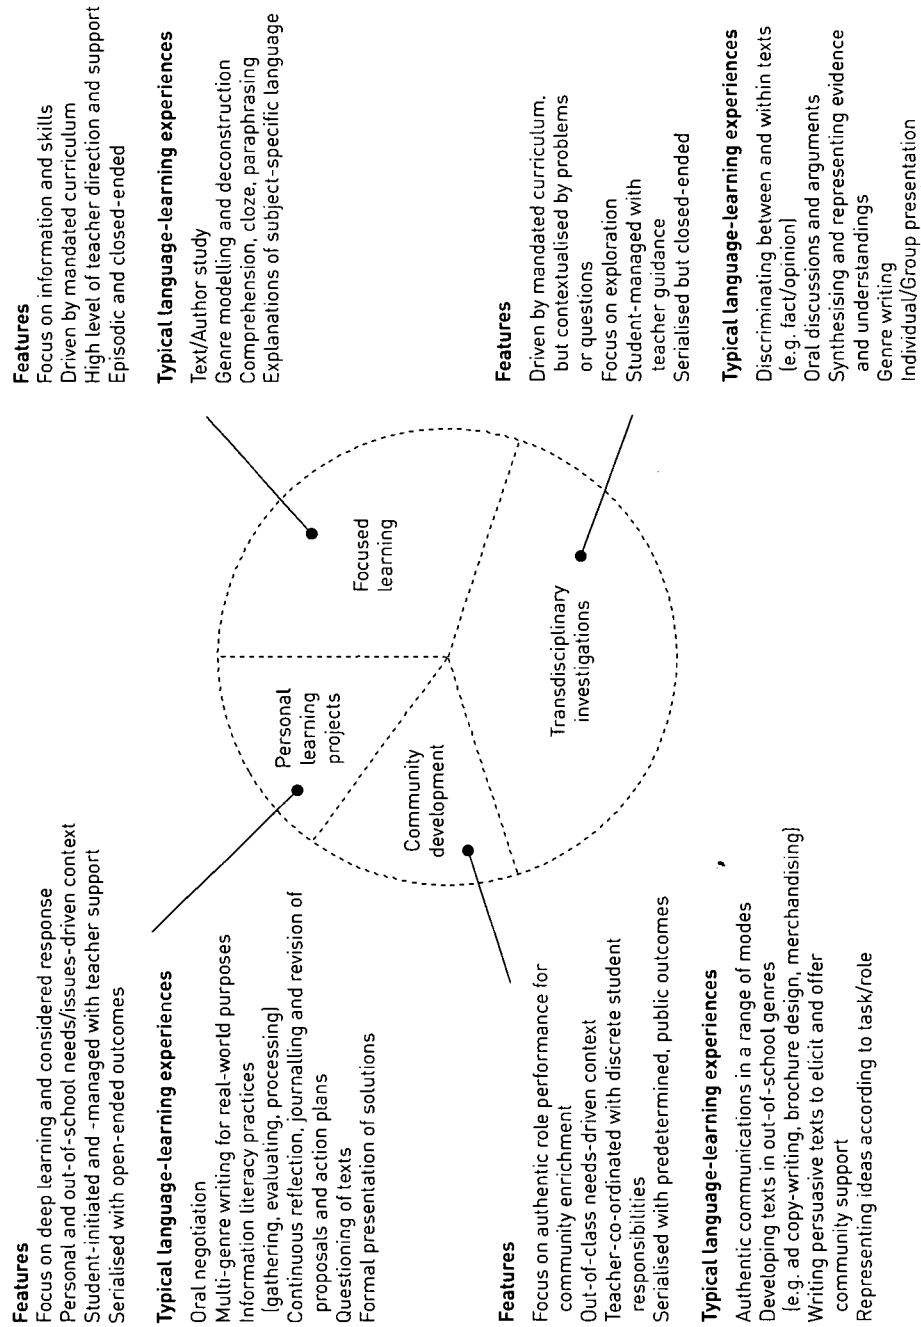 Features
Focus on deep learning and considered response
Personal and out-of-school needs/issues-driven context
Student-initiated and -managed with teacher support
Serialised with open-ended outcomes
Typical language-learning experiences
Oral negotiation
Multi-genre writing for real-world purposes
Information literacy practices
(gathering, evaluating, processing)
Continuous reflection, journalling and revision of
proposals and action plans
Questioning of texts
Formal presentation of solutions
Features
Focus on information and skills
Driven by mandated curriculum
High level of teacher direction and support
Episodic and closed-ended
Typical language-learning experiences
Text/Author study
Genre modelling and deconstruction
Comprehension, cloze, paraphrasing
Explanations of subject-specific language
Personal
learning
projects
Focused
learning
Community
development
Transdisciplinary
investigations
Features
Focus on authentic role performance for
community enrichment
Out-of-class needs-driven context
Teacher-co-ordinated with discrete student
responsibilities
Serialised with predetermined, public outcomes
Typical language-learning experiences
Authentic communications in a range of modes
Developing texts in out-of-school genres
(e.g. ad copy-writing, brochure design, merchandising)
Writing persuasive texts to elicit and offer
community support
Representing ideas according to task/role
Features
Driven by mandated curriculum,
but contextualised by problems
or questions
Focus on exploration
Student-managed with
teacher guidance
Serialised but closed-ended
Typical language-learning experiences
Discriminating between and within texts
(e.g. fact/opinion)
Oral discussions and arguments
Synthesising and representing evidence
and understandings
Genre writing
Individual/Group presentations